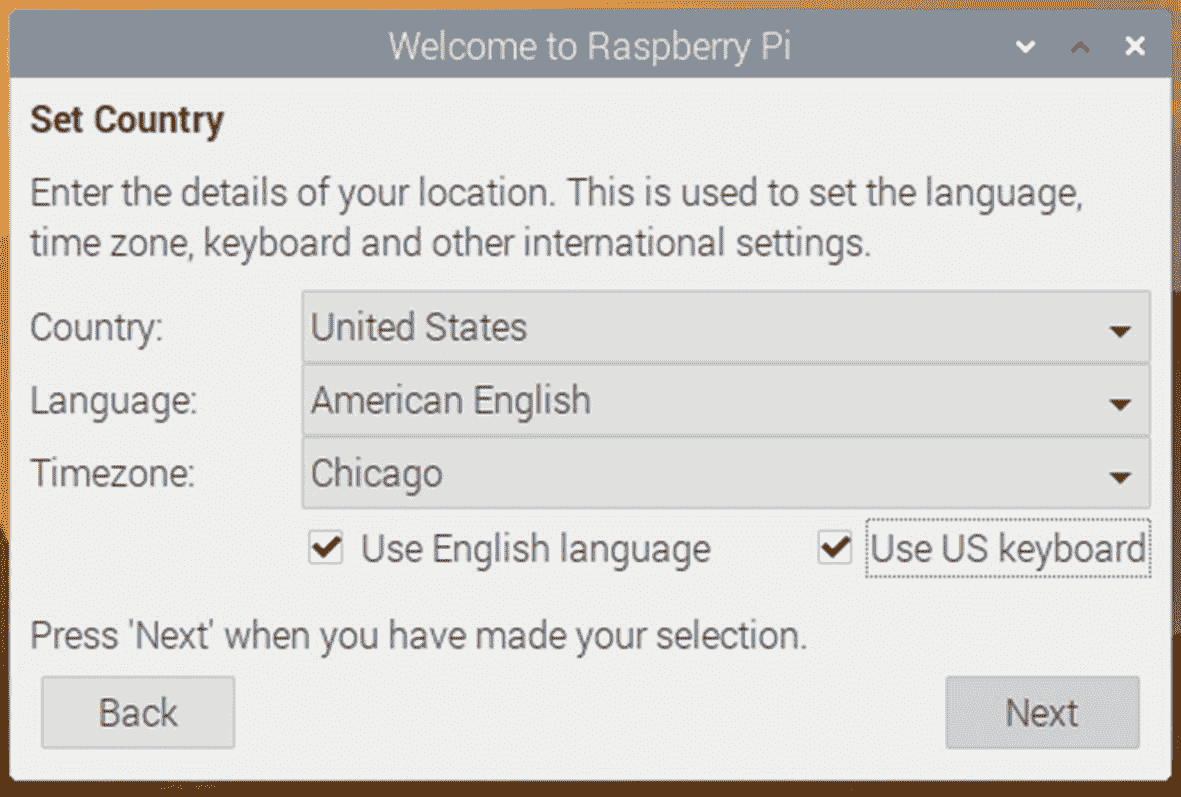 Welcome to Raspberry Pi
Set Country
Enter the details of your location. This is used to set the language,
time zone, keyboard and other international settings.
Country: United States
Language: American English
Timezone: Chicago
Use English language Use US keyboard
Press 'Next' when you have made your selection.
Back Next